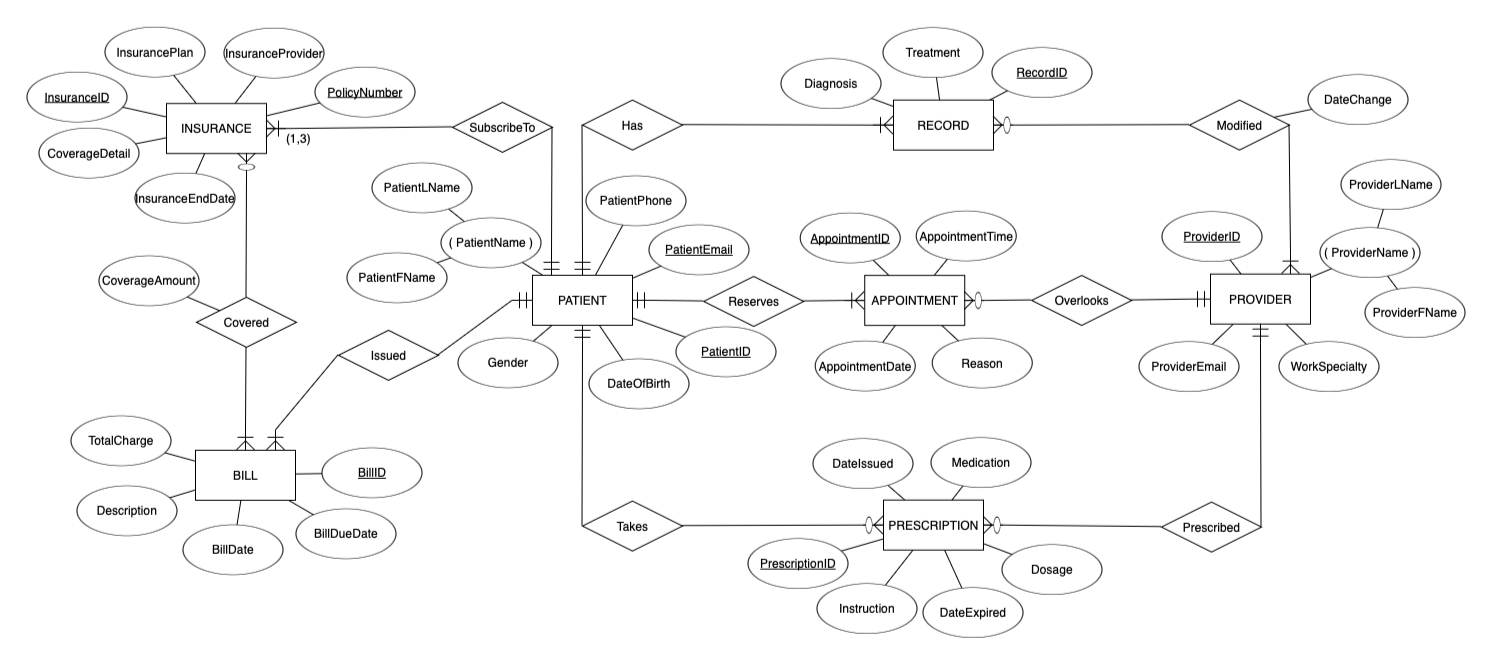 InsurancePlan
InsuranceProvider
InsuranceID
PolicyNumber
INSURANCE
(1,3)
CoverageDetail
InsuranceEndDate
SubscribeTo
Has
Treatment
Diagnosis
RecordID
RECORD
Modified
DateChange
PatientLName
( PatientName )
PatientFName
PatientPhone
PatientEmail
PATIENT
Gender
DateOfBirth
PatientID
Reserves
AppointmentID
AppointmentTime
APPOINTMENT
AppointmentDate
Reason
Overlooks
ProviderID
ProviderLName
( ProviderName )
ProviderFName
PROVIDER
ProviderEmail
WorkSpecialty
CoverageAmount
Covered
Issued
TotalCharge
BILL
BillID
Description
BillDate
BillDueDate
Takes
DateIssued
Medication
PRESCRIPTION
PrescriptionID
Instruction
DateExpired
Dosage
Prescribed